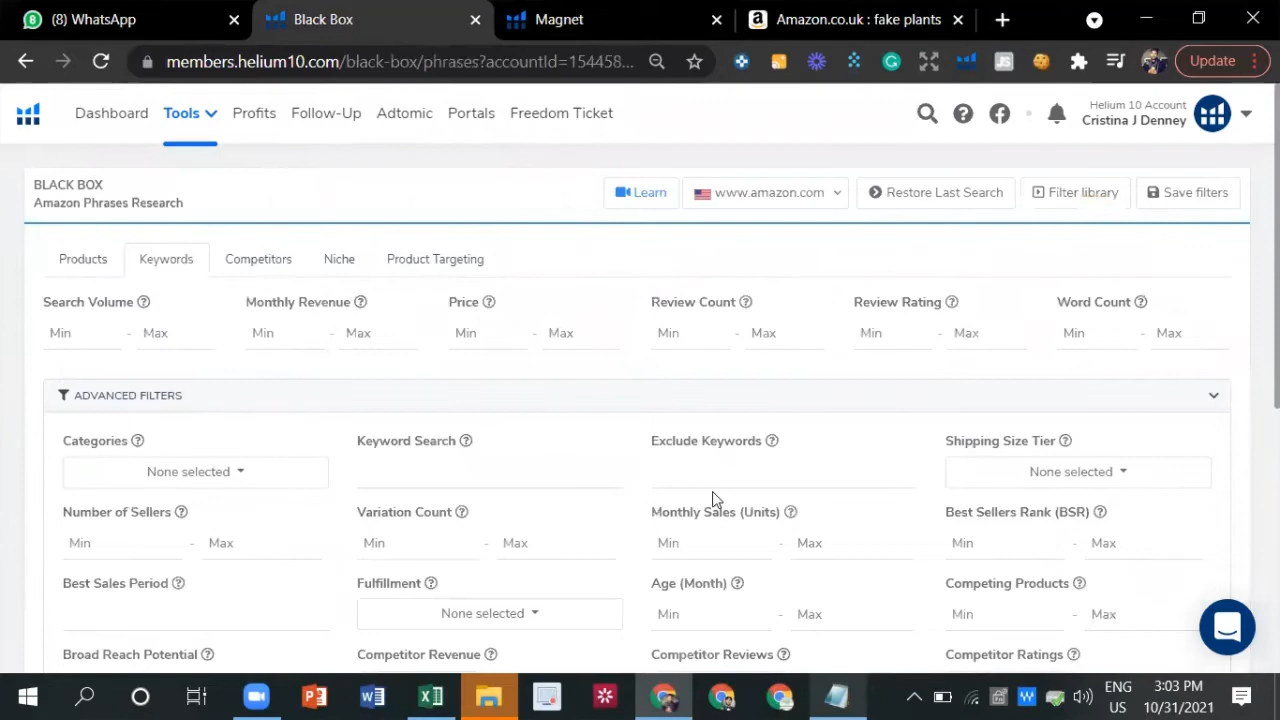 (8) WhatsApp
Black Box
Magnet
Amazon.co.uk : fake plants
members.helium10.com/black-box/phrases?accountId=154458...
Update
Dashboard
Tools
Profits
Follow-Up
Adtomic
Portals
Freedom Ticket
Helium 10 Account
Cristina J Denney
BLACK BOX
Amazon Phrases Research
Learn
www.amazon.com
Restore Last Search
Filter library
Save filters
Products
Keywords
Competitors
Niche
Product Targeting
Search Volume
Monthly Revenue
Price
Review Count
Review Rating
Word Count
Min - Max
Min - Max
Min - Max
Min - Max
Min - Max
Min - Max
ADVANCED FILTERS
Categories
Keyword Search
Exclude Keywords
Shipping Size Tier
None selected
None selected
Number of Sellers
Variation Count
Monthly Sales (Units)
Best Sellers Rank (BSR)
Min - Max
Min - Max
Min - Max
Min - Max
Best Sales Period
Fulfillment
Age (Month)
Competing Products
None selected
Min - Max
Min - Max
Broad Reach Potential
Competitor Revenue
Competitor Reviews
Competitor Ratings
ENG
US
3:03 PM
10/31/2021